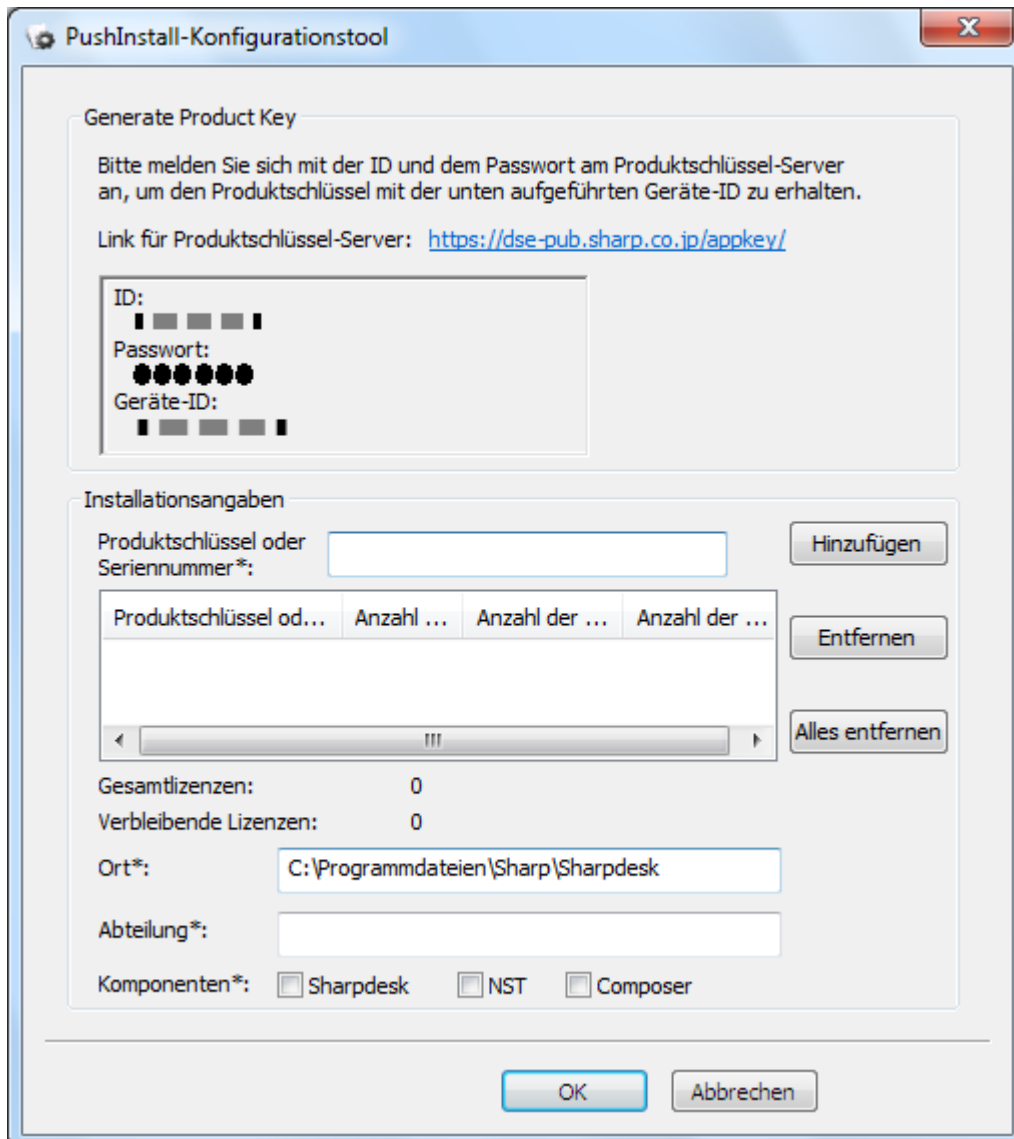 PushInstall-Konfigurationstool
Generate Product Key
Bitte melden Sie sich mit der ID und dem Passwort am Produktschlüssel-Server
an, um den Produktschlüssel mit der unten aufgeführten Geräte-ID zu erhalten.
Link für Produktschlüssel-Server: https://dse-pub.sharp.co.jp/appkey/
ID:
Passwort:
Geräte-ID:
Installationsangaben
Produktschlüssel oder
Seriennummer*:
Hinzufügen
Produktschlüssel od... Anzahl ... Anzahl der ... Anzahl der ...
Entfernen
Alles entfernen
Gesamtlizenzen: 0
Verbleibende Lizenzen: 0
Ort*: C:\Programmdateien\Sharp\Sharpdesk
Abteilung*:
Komponenten*: Sharpdesk NST Composer
OK Abbrechen